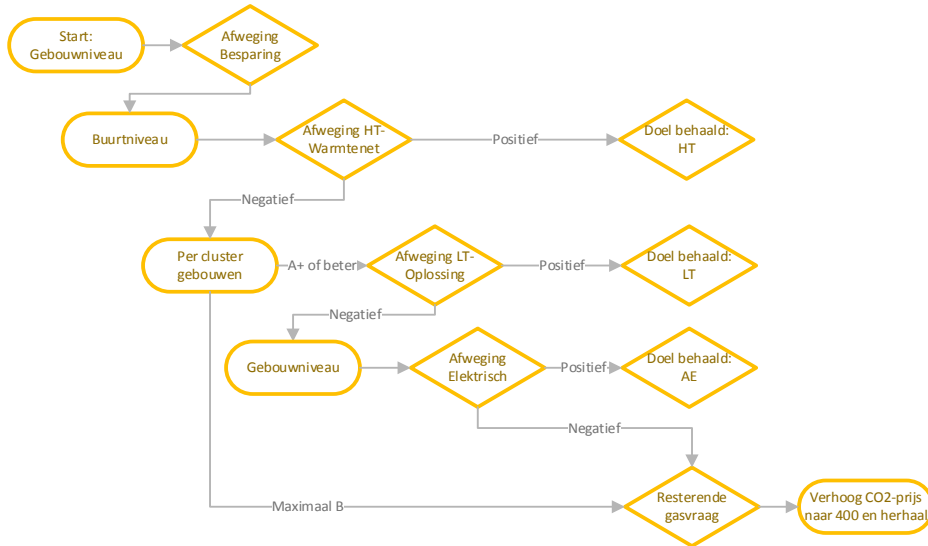 Start:
Gebouwniveau
Afweging
Besparing
Buurtniveau
Afweging HT-
Warmtenet
Positief
Doel behaald:
HT
Negatief
Per cluster
gebouwen
A+ of beter
Afweging LT-
Oplossing
Positief
Doel behaald:
LT
Negatief
Gebouwniveau
Afweging
Elektrisch
Positief
Doel behaald:
AE
Negatief
Maximaal B
Resterende
gasvraag
Verhoog CO2-prijs
naar 400 en herhaal